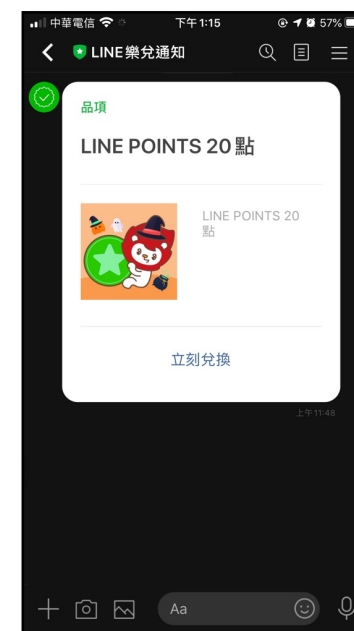 中華電信 下午1:15 57%
LINE樂兌通知
品項
LINE POINTS 20 點
LINE POINTS 20
點
立刻兌換
上午11:48
Aa